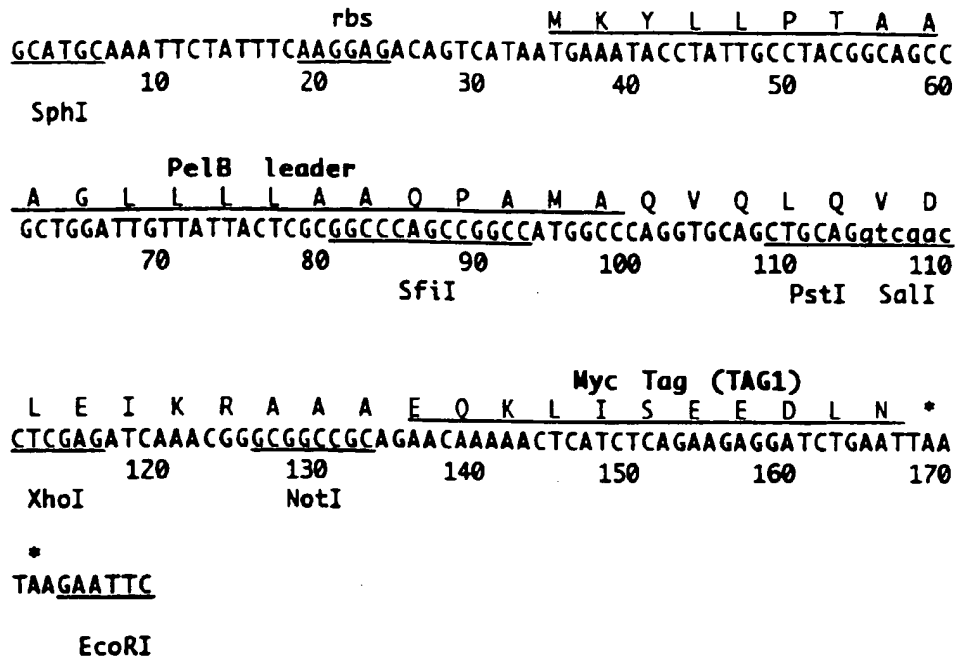 rbs
M K Y L L P T A A
GCATGCAAATTCTATTTCAAGGAGACAGTCATAATGAAATACCTATTGCCTACGGCAGCC
10 20 30 40 50 60
SphI
PelB leader
A G L L L L A A Q P A M A Q V Q L Q V D
GCTGGATTGTTATTACTCGCGGCCCAGCCGGCCATGGCCCAGGTGCAGCTGCAGgtcgac
70 80 90 100 110 110
SfiI PstI SalI
Myc Tag (TAG1)
L E I K R A A A E Q K L I S E E D L N *
CTCGAGATCAAACGGGCGGCCGCAGAACAAAAACTCATCTCAGAAGAGGATCTGAATTAA
120 130 140 150 160 170
XhoI NotI
*
TAAGAATTC
EcoRI